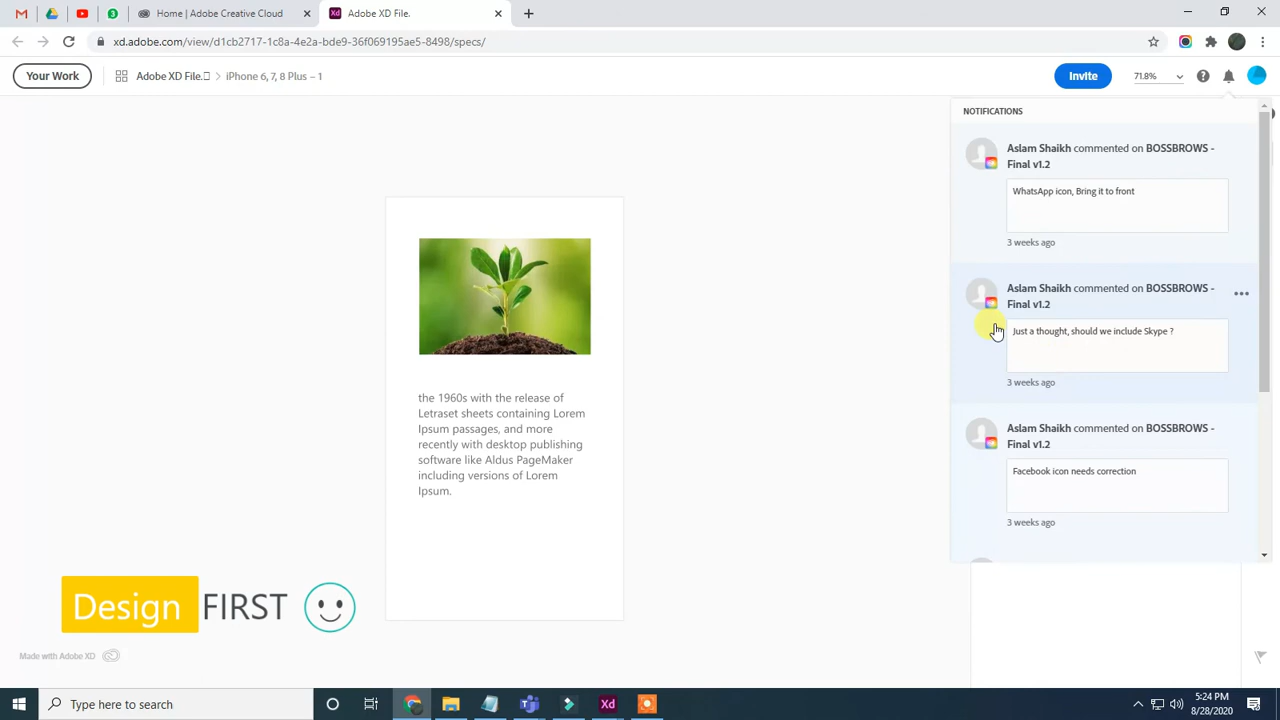 Home | Adobe Creative Cloud
Adobe XD File.
xd.adobe.com/view/d1cb2717-1c8a-4e2a-bde9-36f069195ae5-8498/specs/
Your Work
Adobe XD File.
iPhone 6, 7, 8 Plus – 1
Invite
71.8%
NOTIFICATIONS
Aslam Shaikh commented on BOSSBROWS -
Final v1.2
WhatsApp icon, Bring it to front
3 weeks ago
Aslam Shaikh commented on BOSSBROWS -
Final v1.2
Just a thought, should we include Skype ?
3 weeks ago
Aslam Shaikh commented on BOSSBROWS -
Final v1.2
Facebook icon needs correction
3 weeks ago
the 1960s with the release of
Letraset sheets containing Lorem
Ipsum passages, and more
recently with desktop publishing
software like Aldus PageMaker
including versions of Lorem
Ipsum.
Design FIRST
Made with Adobe XD
Type here to search
Xd
5:24 PM
8/28/2020